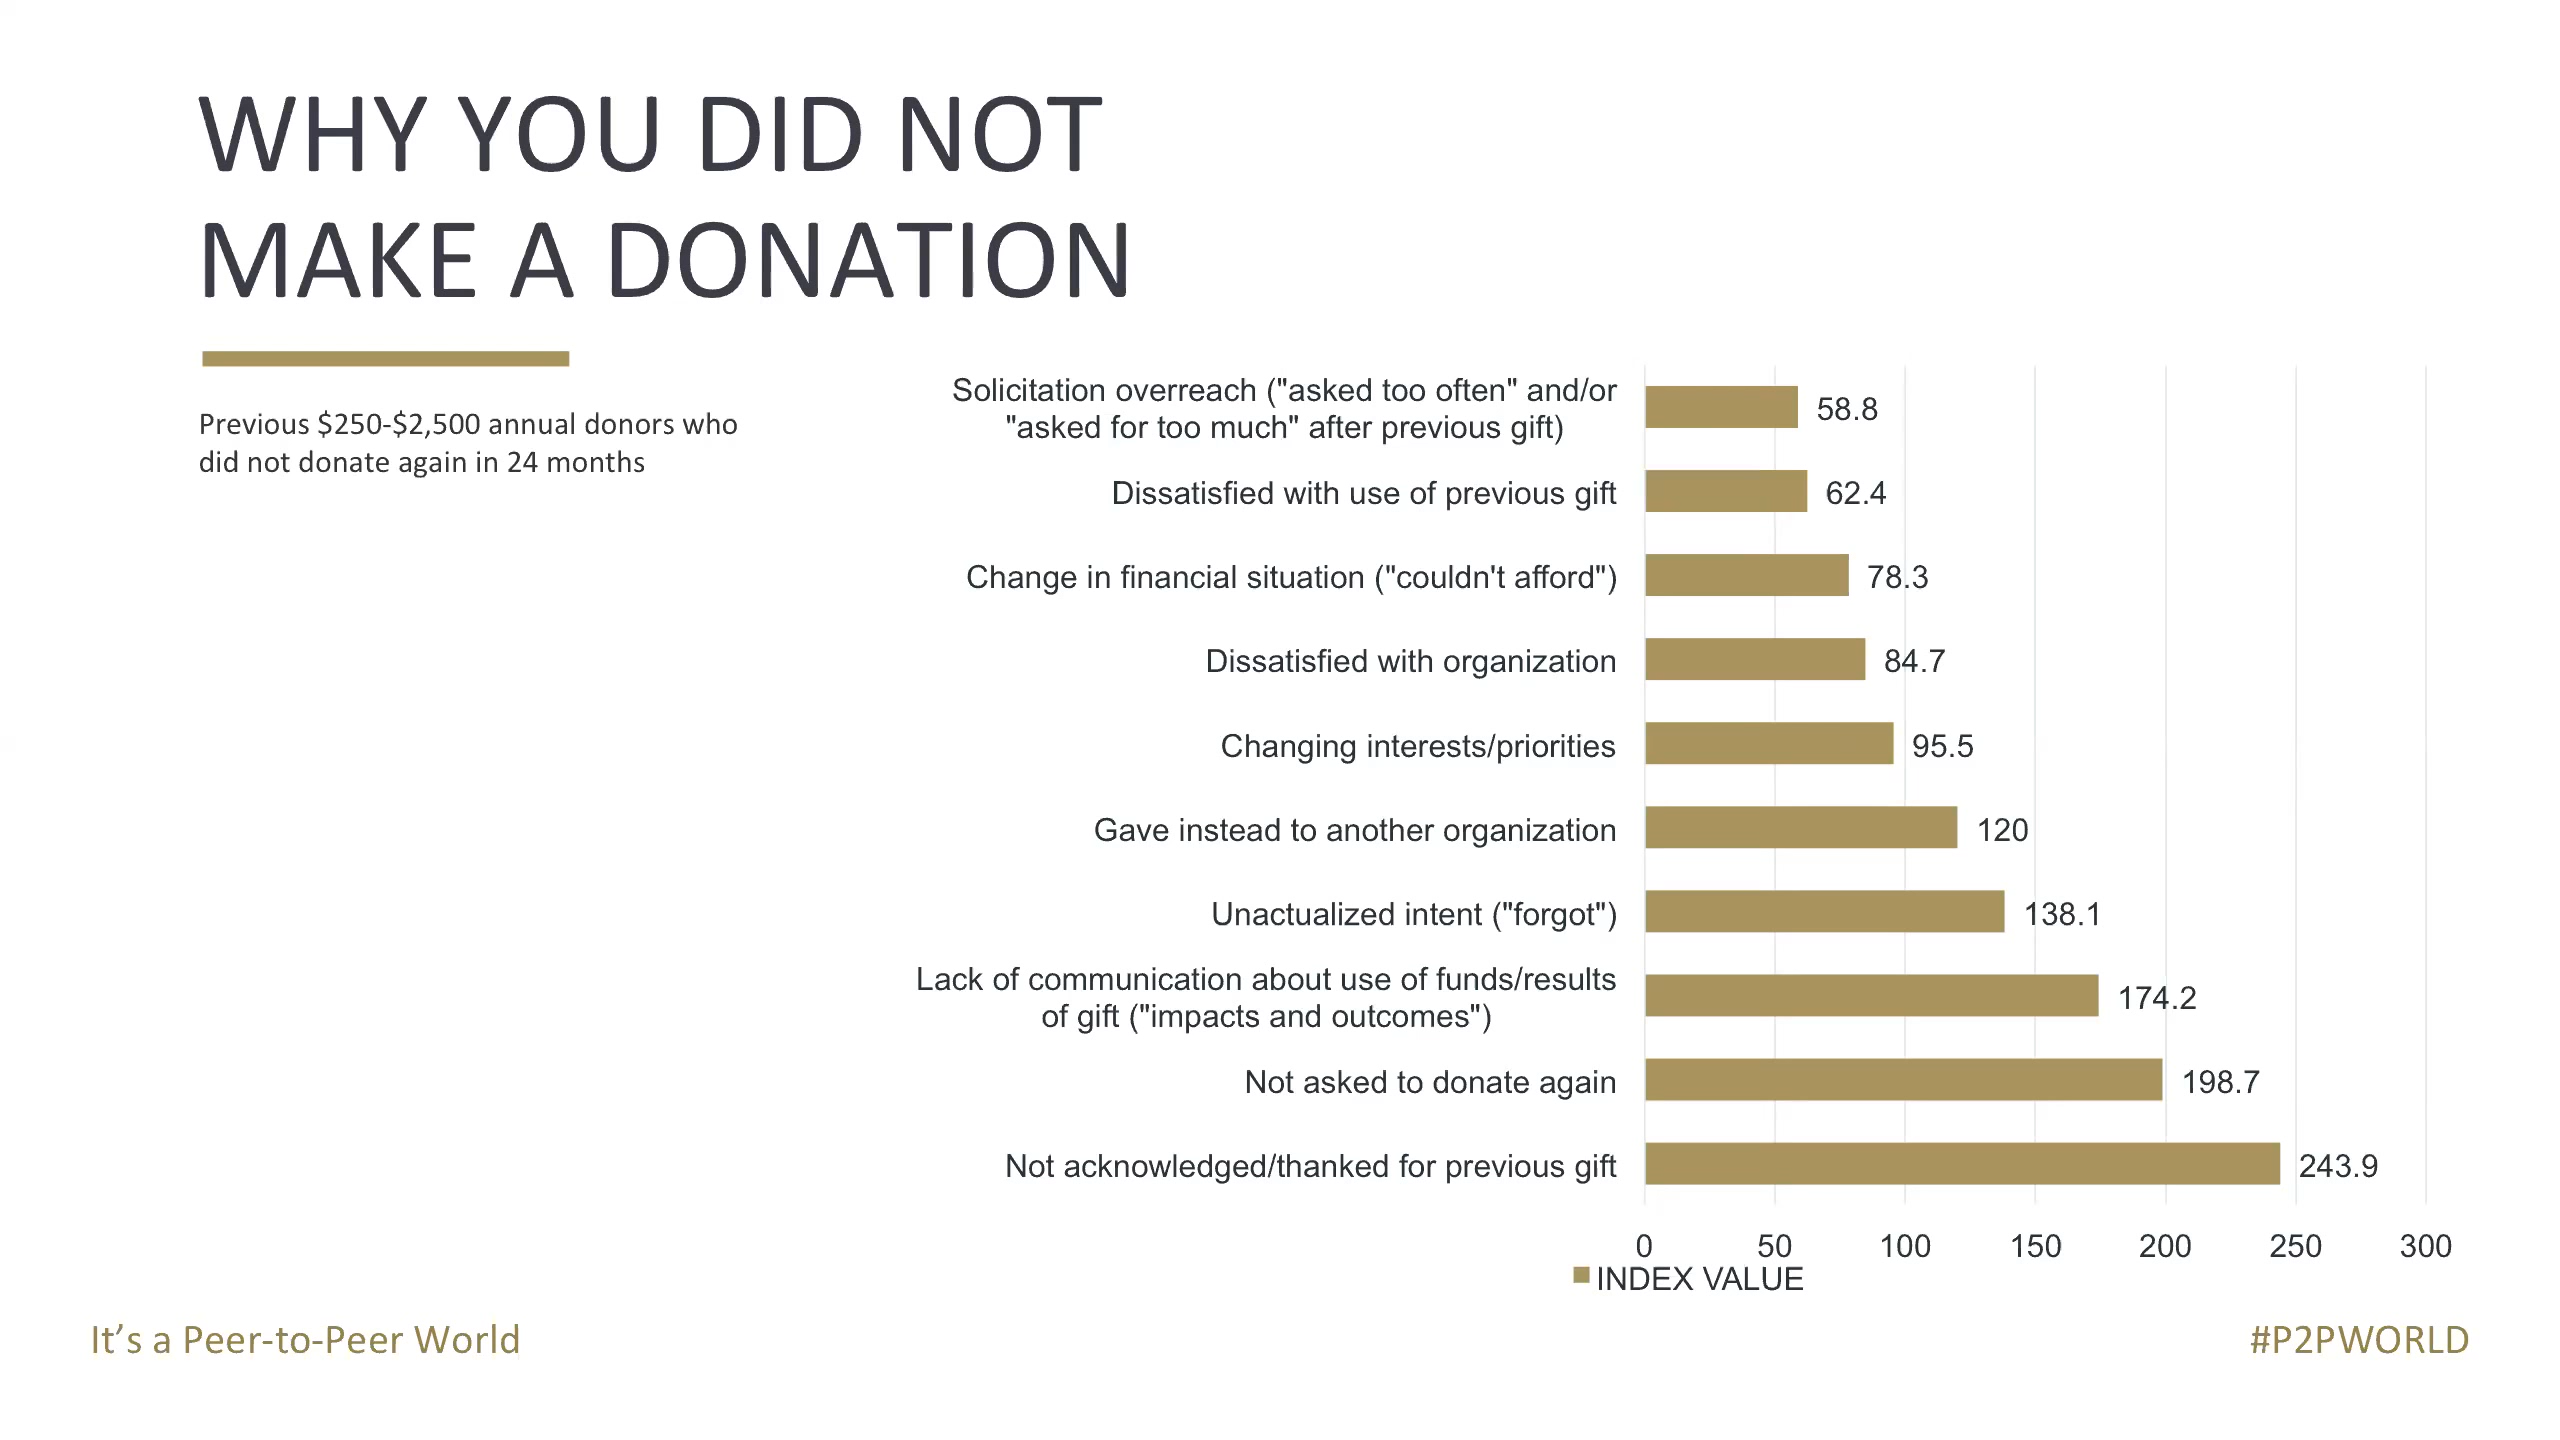 WHY YOU DID NOT
MAKE A DONATION
Previous $250-$2,500 annual donors who
did not donate again in 24 months
Solicitation overreach ("asked too often" and/or
"asked for too much" after previous gift)
58.8
Dissatisfied with use of previous gift
62.4
Change in financial situation ("couldn't afford")
78.3
Dissatisfied with organization
84.7
Changing interests/priorities
95.5
Gave instead to another organization
120
Unactualized intent ("forgot")
138.1
Lack of communication about use of funds/results
of gift ("impacts and outcomes")
174.2
Not asked to donate again
198.7
Not acknowledged/thanked for previous gift
243.9
0 50 100 150 200 250 300
INDEX VALUE
It’s a Peer-to-Peer World
#P2PWORLD